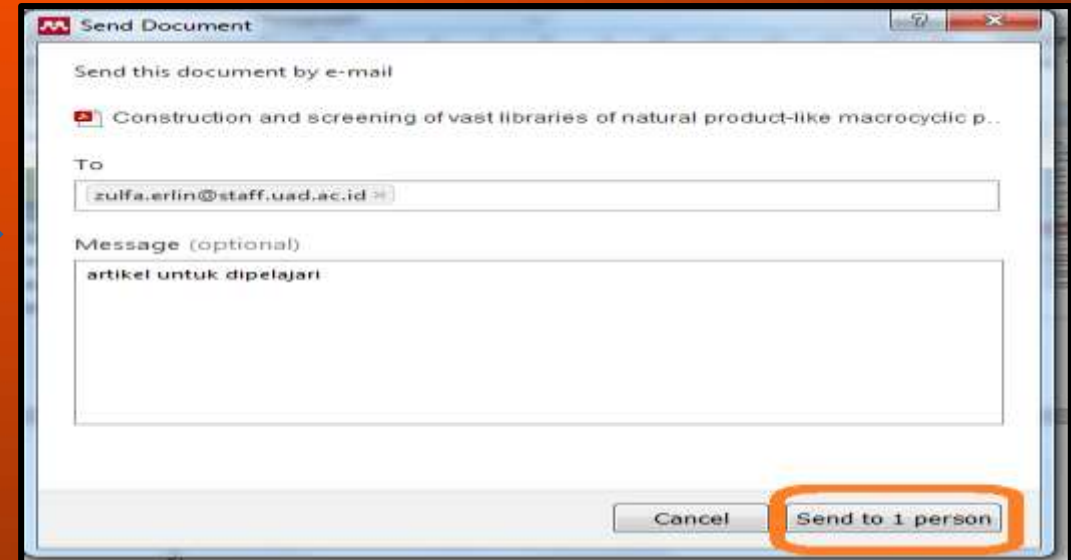 Send Document
Send this document by e-mail
Construction and screening of vast libraries of natural product-like macrocyclic p..
To
zulfa.erlin@staff.uad.ac.id
Message (optional)
artikel untuk dipelajari
Cancel
Send to 1 person